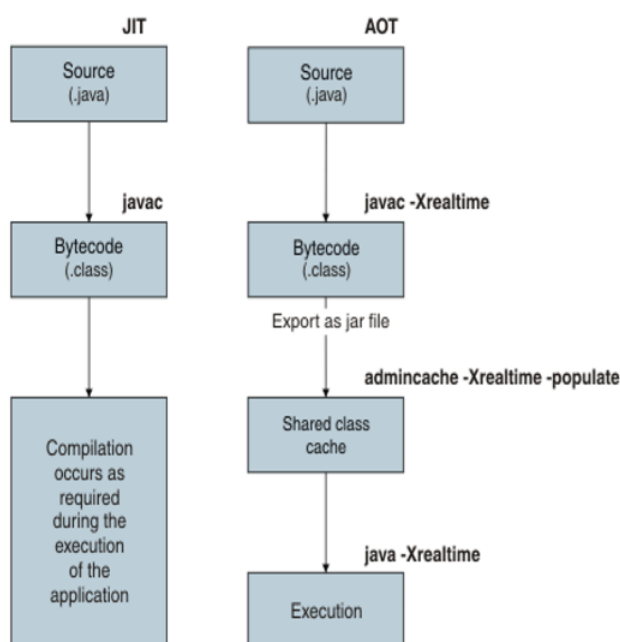 JIT
Source
(.java)
javac
Bytecode
(.class)
Compilation
occurs as
required
during the
execution
of the
application
AOT
Source
(.java)
javac -Xrealtime
Bytecode
(.class)
Export as jar file
admincache -Xrealtime -populate
Shared class
cache
java -Xrealtime
Execution